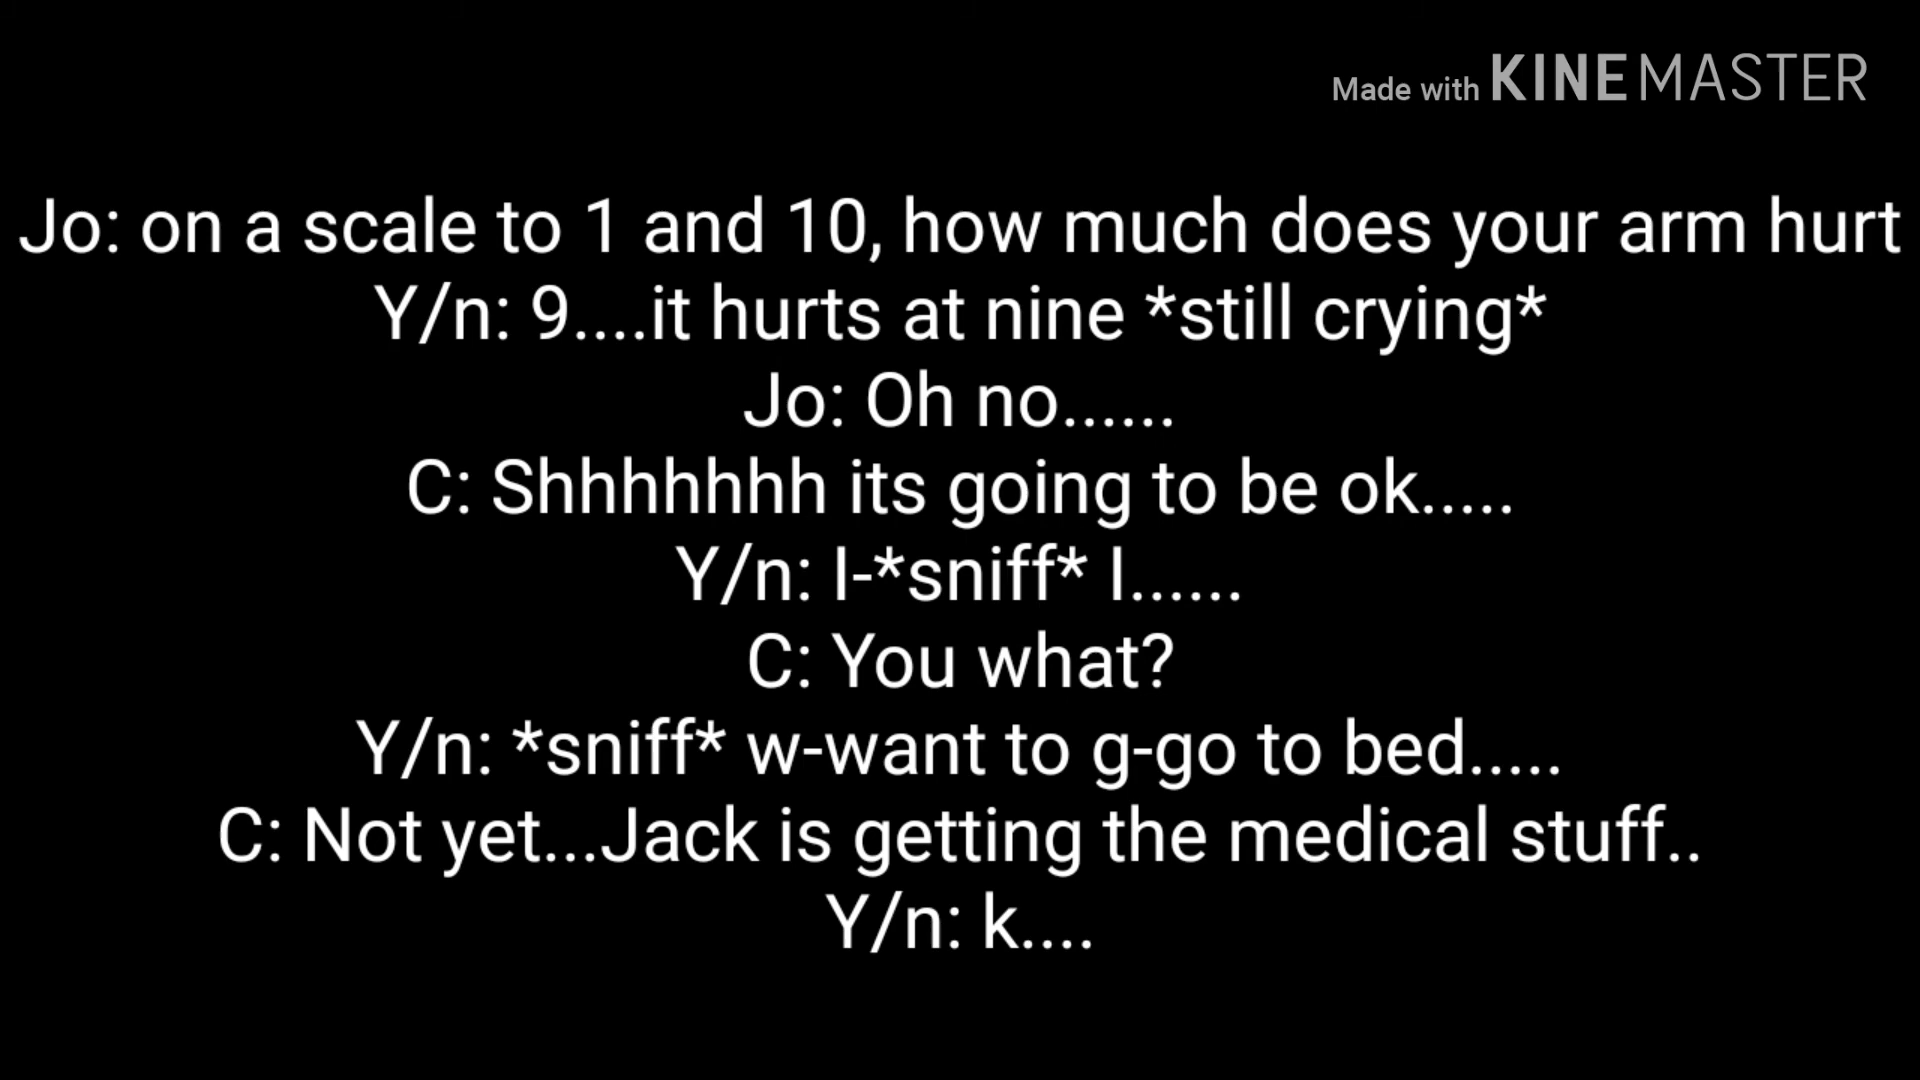 Made with KINEMASTER
Jo: on a scale to 1 and 10, how much does your arm hurt
Y/n: 9....it hurts at nine *still crying*
Jo: Oh no......
C: Shhhhhhh its going to be ok.....
Y/n: I-*sniff* I......
C: You what?
Y/n: *sniff* w-want to g-go to bed.....
C: Not yet...Jack is getting the medical stuff..
Y/n: k....